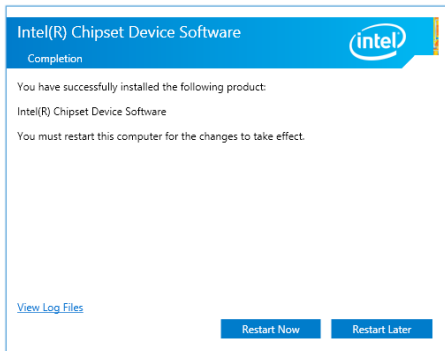 Intel(R) Chipset Device Software
intel
Completion
You have successfully installed the following product:
Intel(R) Chipset Device Software
You must restart this computer for the changes to take effect.
View Log Files
Restart Now
Restart Later